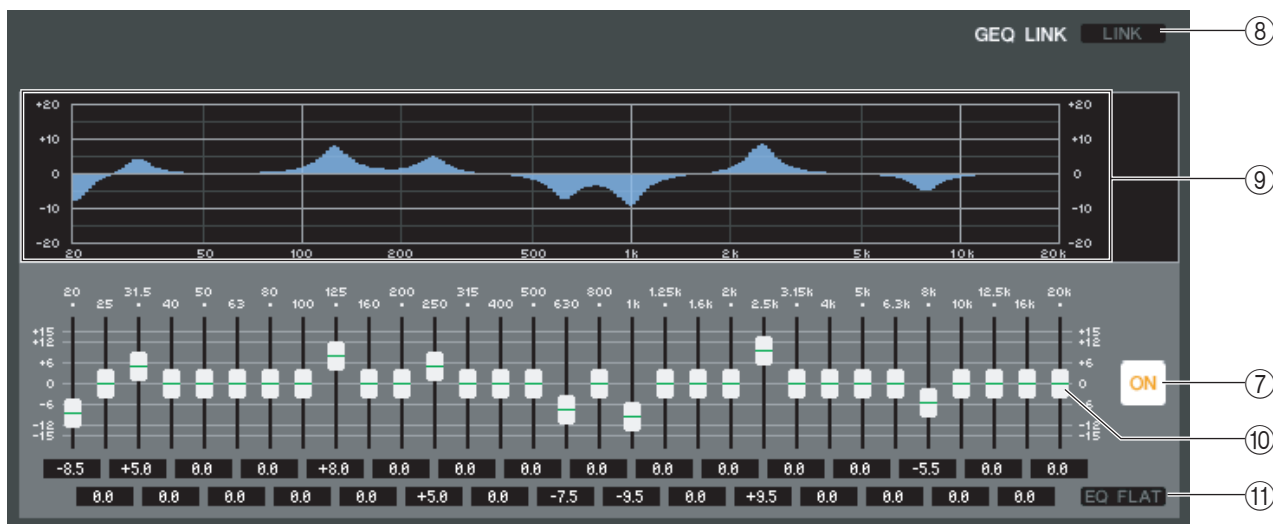 GEQ LINK LINK ⑧
+20 +20
+10 +10
0 0 ⑨
-10 -10
-20 -20
20 50 100 200 500 1k 2k 5k 10k 20k
20 31.5 50 80 125 200 315 500 800 1.25k 2k 3.15k 5k 8k 12.5k 20k
25 40 63 100 160 250 400 630 1k 1.6k 2.5k 4k 6.3k 10k 16k
+15 +15
+12 +12
+6 +6
0 0 ON ⑦
-6 -6
-12 -12
-15 -15
⑩
-8.5 +5.0 0.0 0.0 +8.0 0.0 0.0 0.0 0.0 0.0 0.0 0.0 0.0 -5.5 0.0 0.0
0.0 0.0 0.0 0.0 0.0 +5.0 0.0 -7.5 -9.5 0.0 +9.5 0.0 0.0 0.0 0.0 EQ FLAT ⑪